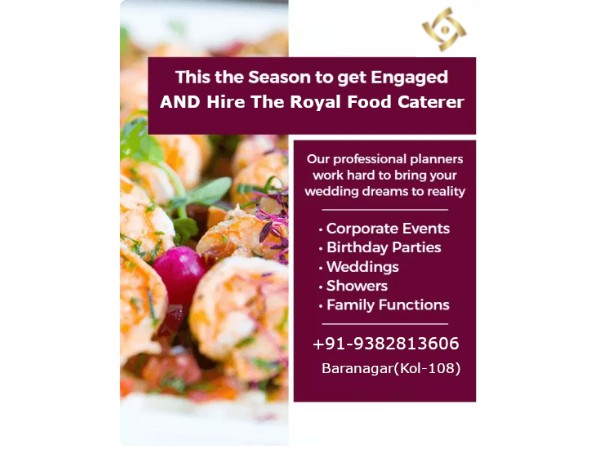 This the Season to get Engaged
AND Hire The Royal Food Caterer
Our professional planners
work hard to bring your
wedding dreams to reality
• Corporate Events
• Birthday Parties
• Weddings
• Showers
• Family Functions
+91-9382813606
Baranagar(Kol-108)